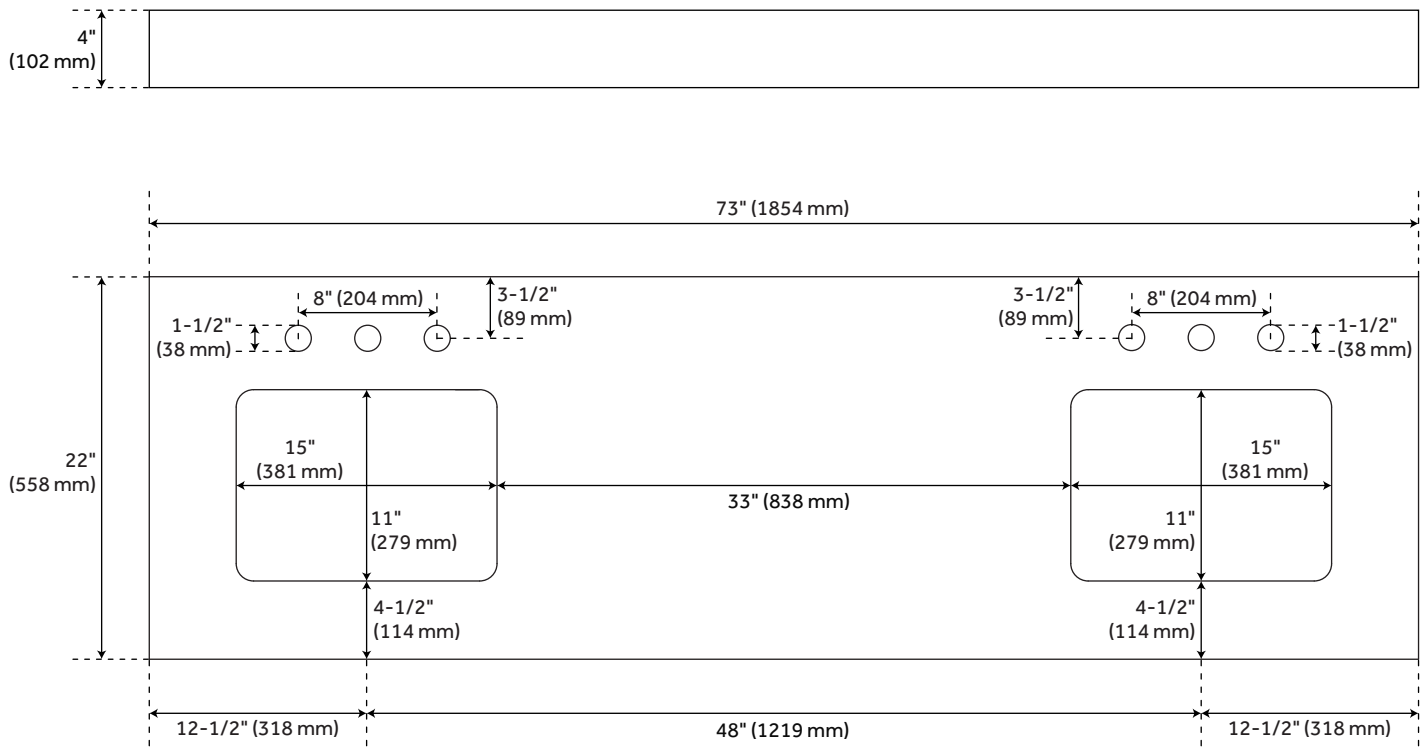 4"
(102 mm)
73" (1854 mm)
8" (204 mm)
3-1/2"
(89 mm)
1-1/2"
(38 mm)
3-1/2"
(89 mm)
8" (204 mm)
1-1/2"
(38 mm)
22"
(558 mm)
15"
(381 mm)
11"
(279 mm)
33" (838 mm)
15"
(381 mm)
11"
(279 mm)
4-1/2"
(114 mm)
4-1/2"
(114 mm)
12-1/2" (318 mm)
48" (1219 mm)
12-1/2" (318 mm)